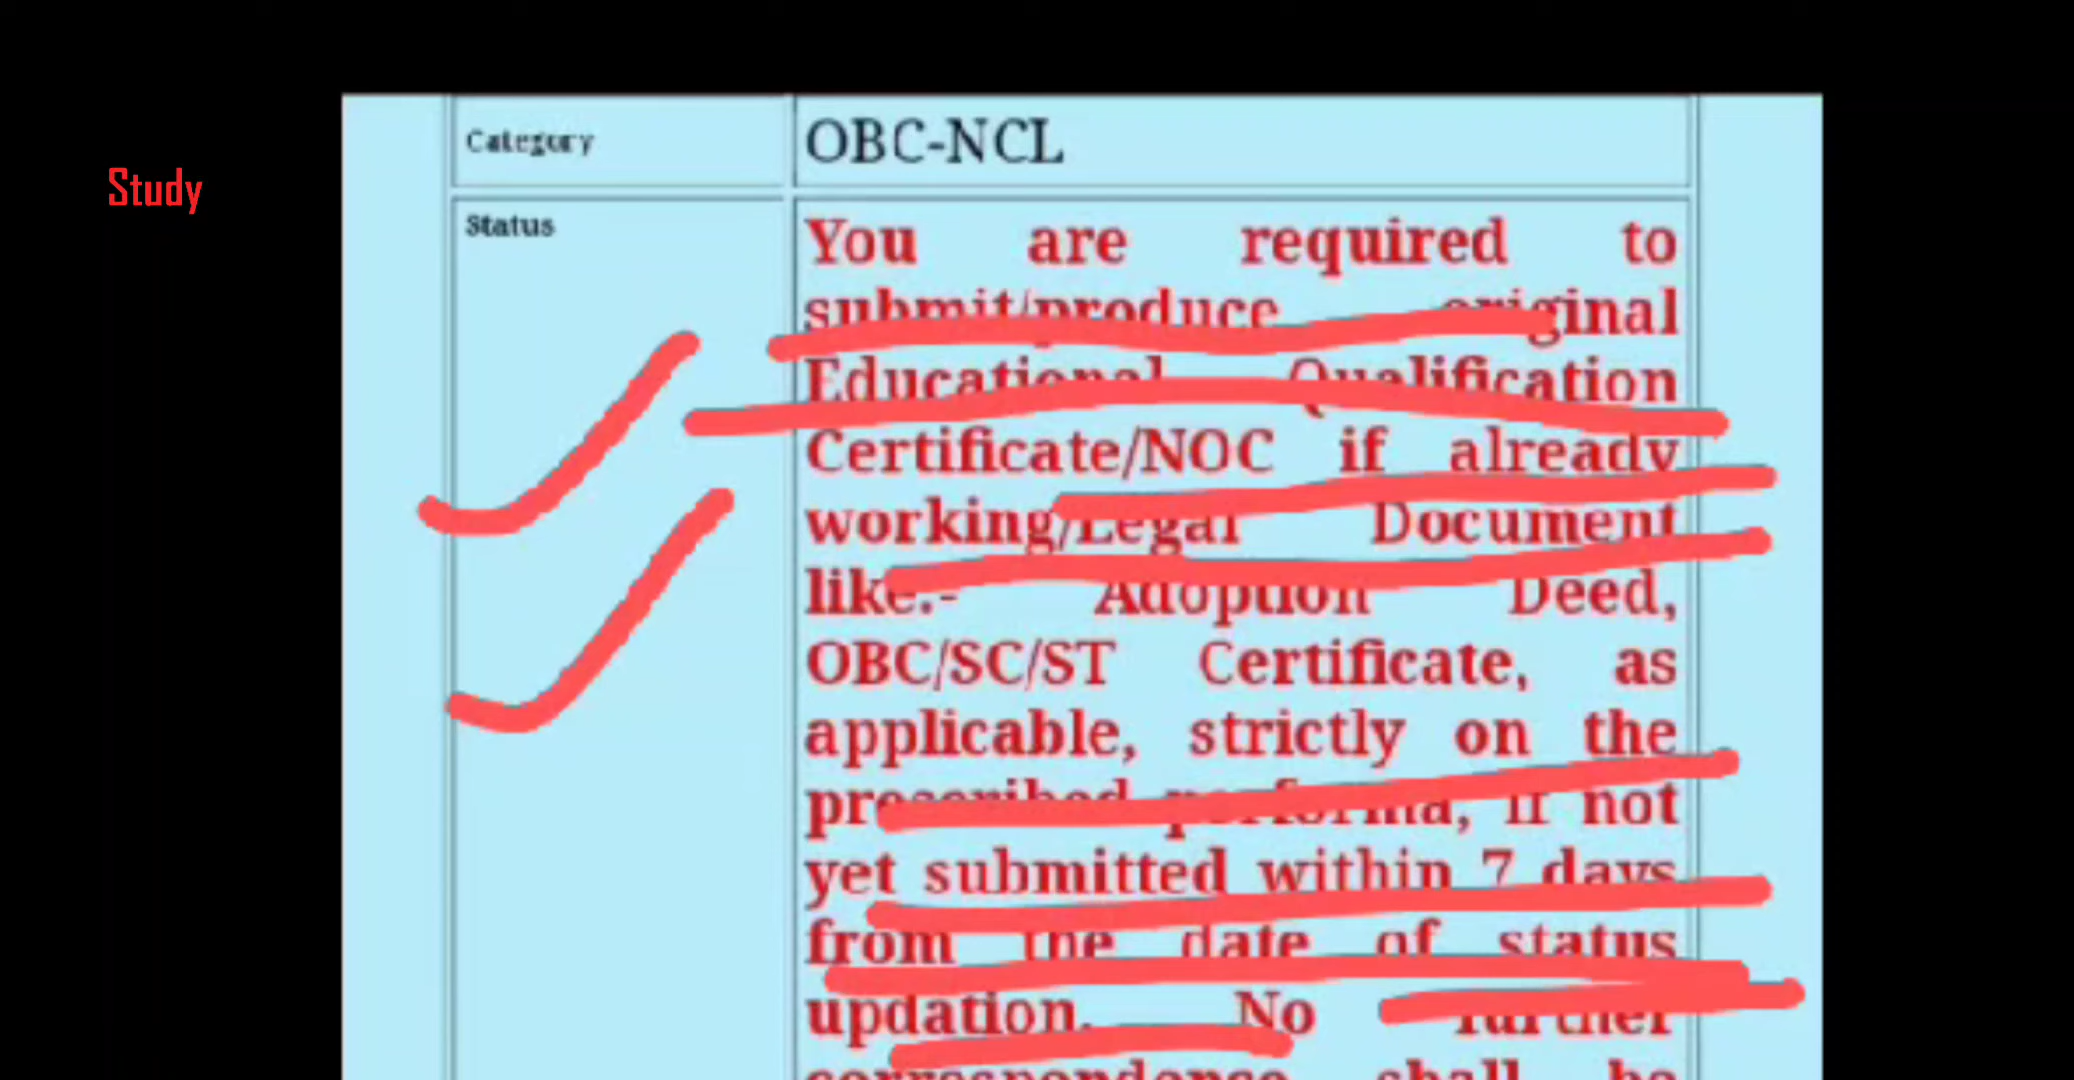 Study
Category
OBC-NCL
Status
You are required to
submit/produce original
Educational Qualification
Certificate/NOC if already
working/Legal Document
like.- Adoption Deed,
OBC/SC/ST Certificate, as
applicable, strictly on the
prescribed performa, if not
yet submitted within 7 days
from the date of status
updation. No further
correspondence shall be